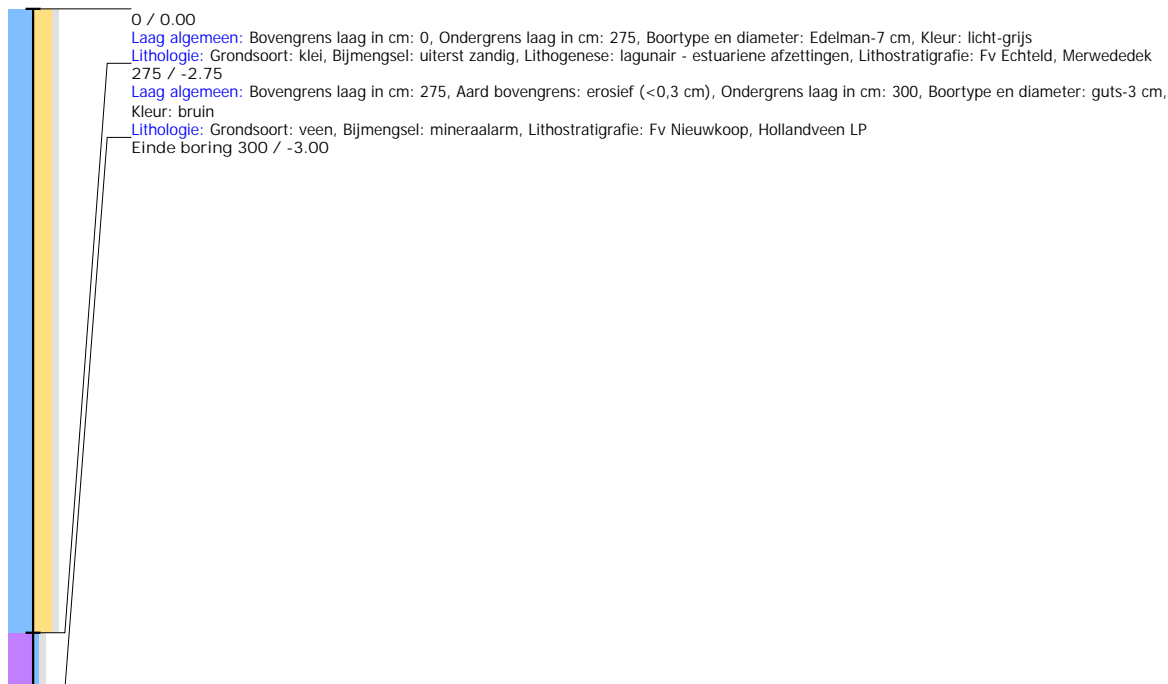 0 / 0.00
Laag algemeen: Bovengrens laag in cm: 0, Ondergrens laag in cm: 275, Boortype en diameter: Edelman-7 cm, Kleur: licht-grijs
Lithologie: Grondsoort: klei, Bijmengsel: uiterst zandig, Lithogenese: lagunair - estuariene afzettingen, Lithostratigrafie: Fv Echteld, Merwededek
275 / -2.75
Laag algemeen: Bovengrens laag in cm: 275, Aard bovengrens: erosief (<0,3 cm), Ondergrens laag in cm: 300, Boortype en diameter: guts-3 cm,
Kleur: bruin
Lithologie: Grondsoort: veen, Bijmengsel: mineraalarm, Lithostratigrafie: Fv Nieuwkoop, Hollandveen LP
Einde boring 300 / -3.00